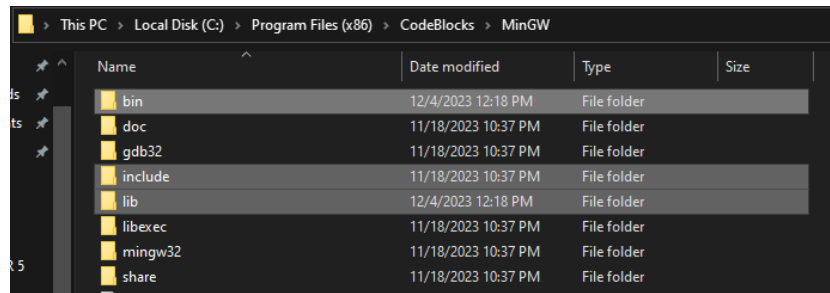 This PC > Local Disk (C:) > Program Files (x86) > CodeBlocks > MinGW
Name Date modified Type Size
bin 12/4/2023 12:18 PM File folder
doc 11/18/2023 10:37 PM File folder
gdb32 11/18/2023 10:37 PM File folder
include 11/18/2023 10:37 PM File folder
lib 12/4/2023 12:18 PM File folder
libexec 11/18/2023 10:37 PM File folder
mingw32 11/18/2023 10:37 PM File folder
share 11/18/2023 10:37 PM File folder